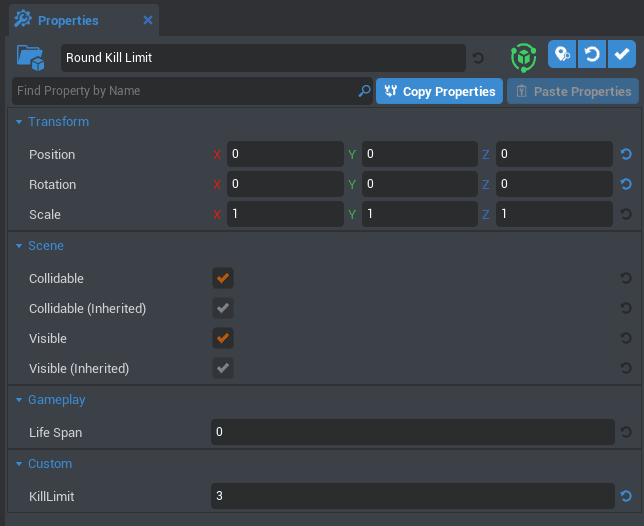 Properties
Round Kill Limit
Find Property by Name
Copy Properties
Paste Properties
Transform
Position X 0 Y 0 Z 0
Rotation X 0 Y 0 Z 0
Scale X 1 Y 1 Z 1
Scene
Collidable
Collidable (Inherited)
Visible
Visible (Inherited)
Gameplay
Life Span 0
Custom
KillLimit 3